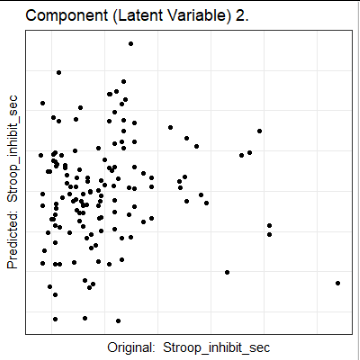 Component (Latent Variable) 2.
Predicted: Stroop_inhibit_sec
Original: Stroop_inhibit_sec